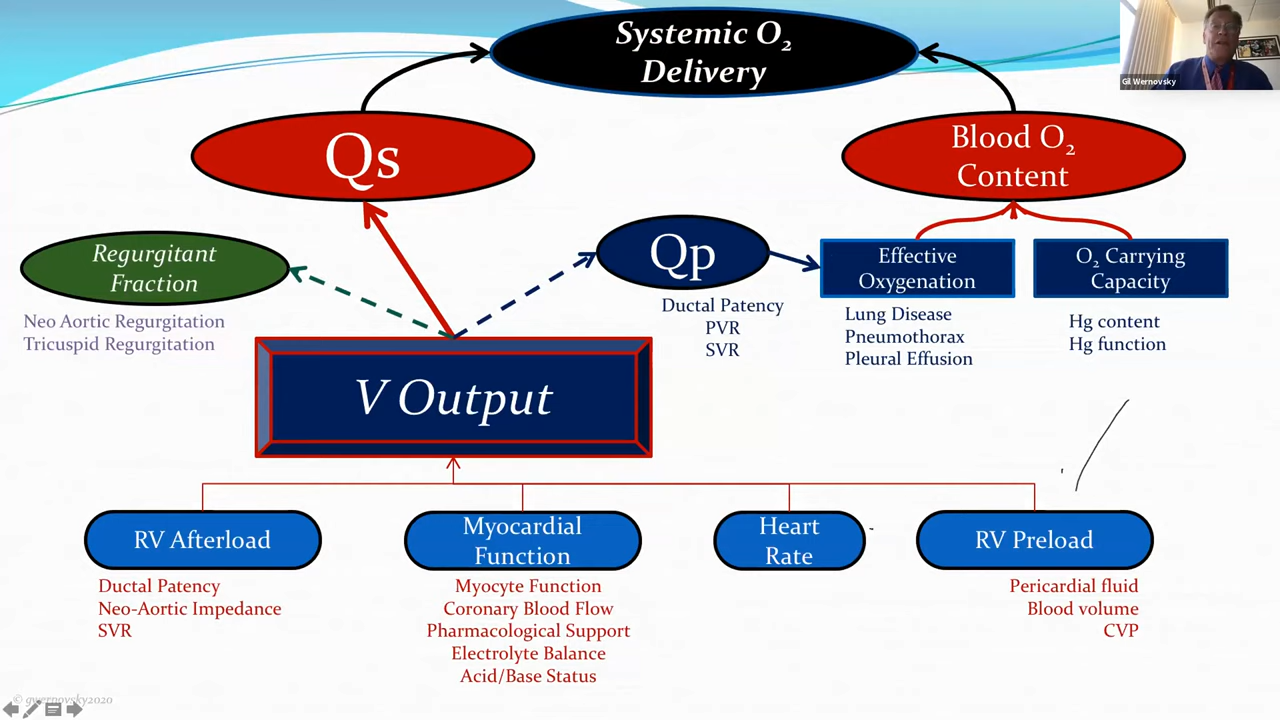 Systemic O₂
Delivery
Gil Wernovsky
Qs
Blood O₂
Content
Regurgitant
Fraction
Neo Aortic Regurgitation
Tricuspid Regurgitation
Qp
Ductal Patency
PVR
SVR
Effective
Oxygenation
Lung Disease
Pneumothorax
Pleural Effusion
O₂ Carrying
Capacity
Hg content
Hg function
V Output
RV Afterload
Ductal Patency
Neo-Aortic Impedance
SVR
Myocardial
Function
Myocyte Function
Coronary Blood Flow
Pharmacological Support
Electrolyte Balance
Acid/Base Status
Heart
Rate
RV Preload
Pericardial fluid
Blood volume
CVP
© gwernovsky2020